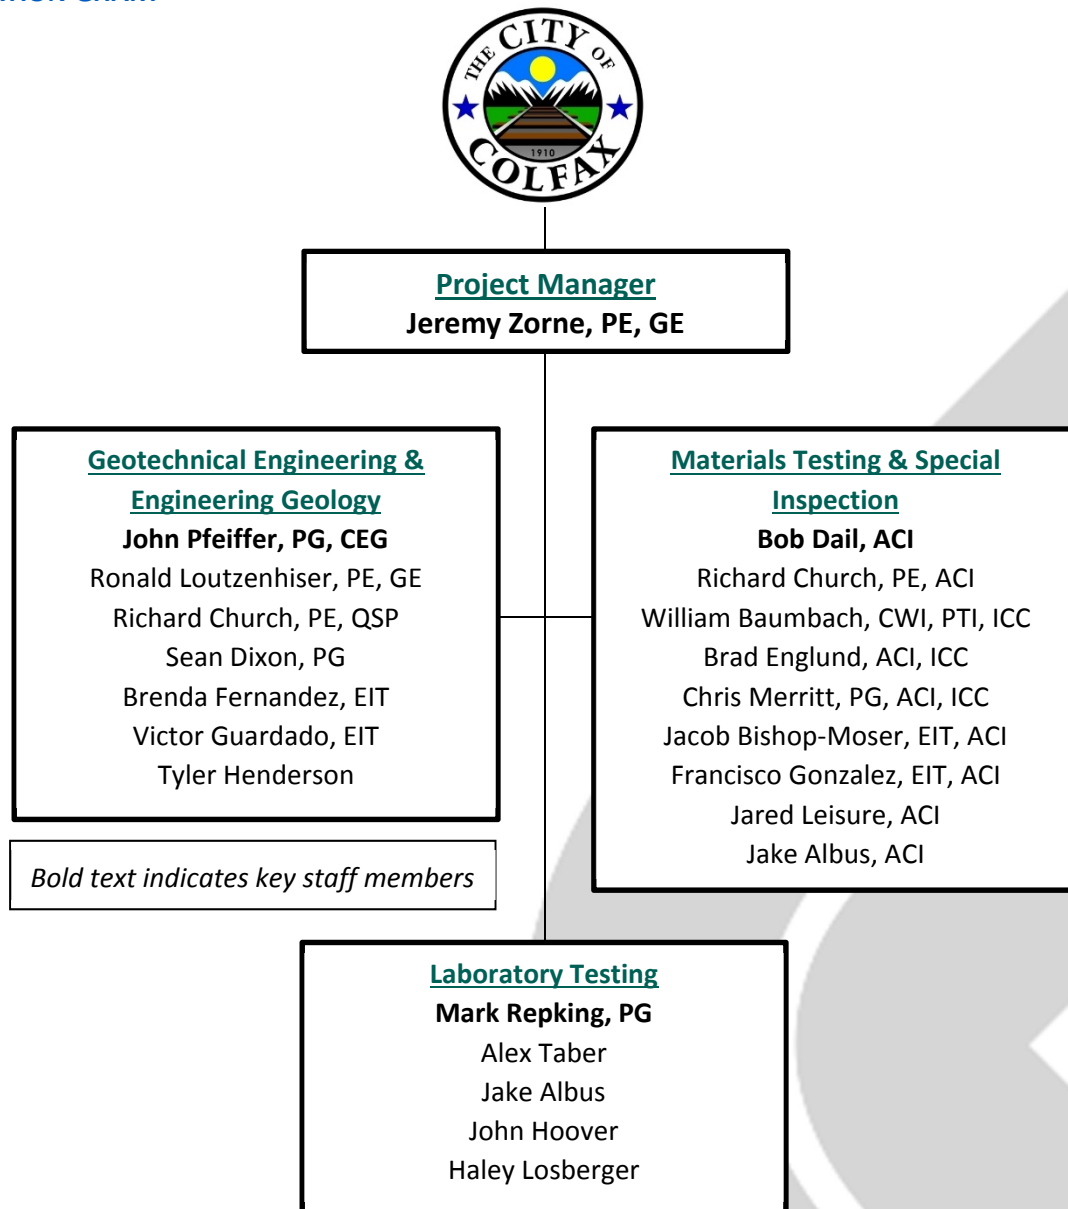 THE CITY OF
COLFAX
1910
Project Manager
Jeremy Zorne, PE, GE
Geotechnical Engineering &
Engineering Geology
John Pfeiffer, PG, CEG
Ronald Loutzenhiser, PE, GE
Richard Church, PE, QSP
Sean Dixon, PG
Brenda Fernandez, EIT
Victor Guardado, EIT
Tyler Henderson
Bold text indicates key staff members
Materials Testing & Special
Inspection
Bob Dail, ACI
Richard Church, PE, ACI
William Baumbach, CWI, PTI, ICC
Brad Englund, ACI, ICC
Chris Merritt, PG, ACI, ICC
Jacob Bishop-Moser, EIT, ACI
Francisco Gonzalez, EIT, ACI
Jared Leisure, ACI
Jake Albus, ACI
Laboratory Testing
Mark Repking, PG
Alex Taber
Jake Albus
John Hoover
Haley Losberger